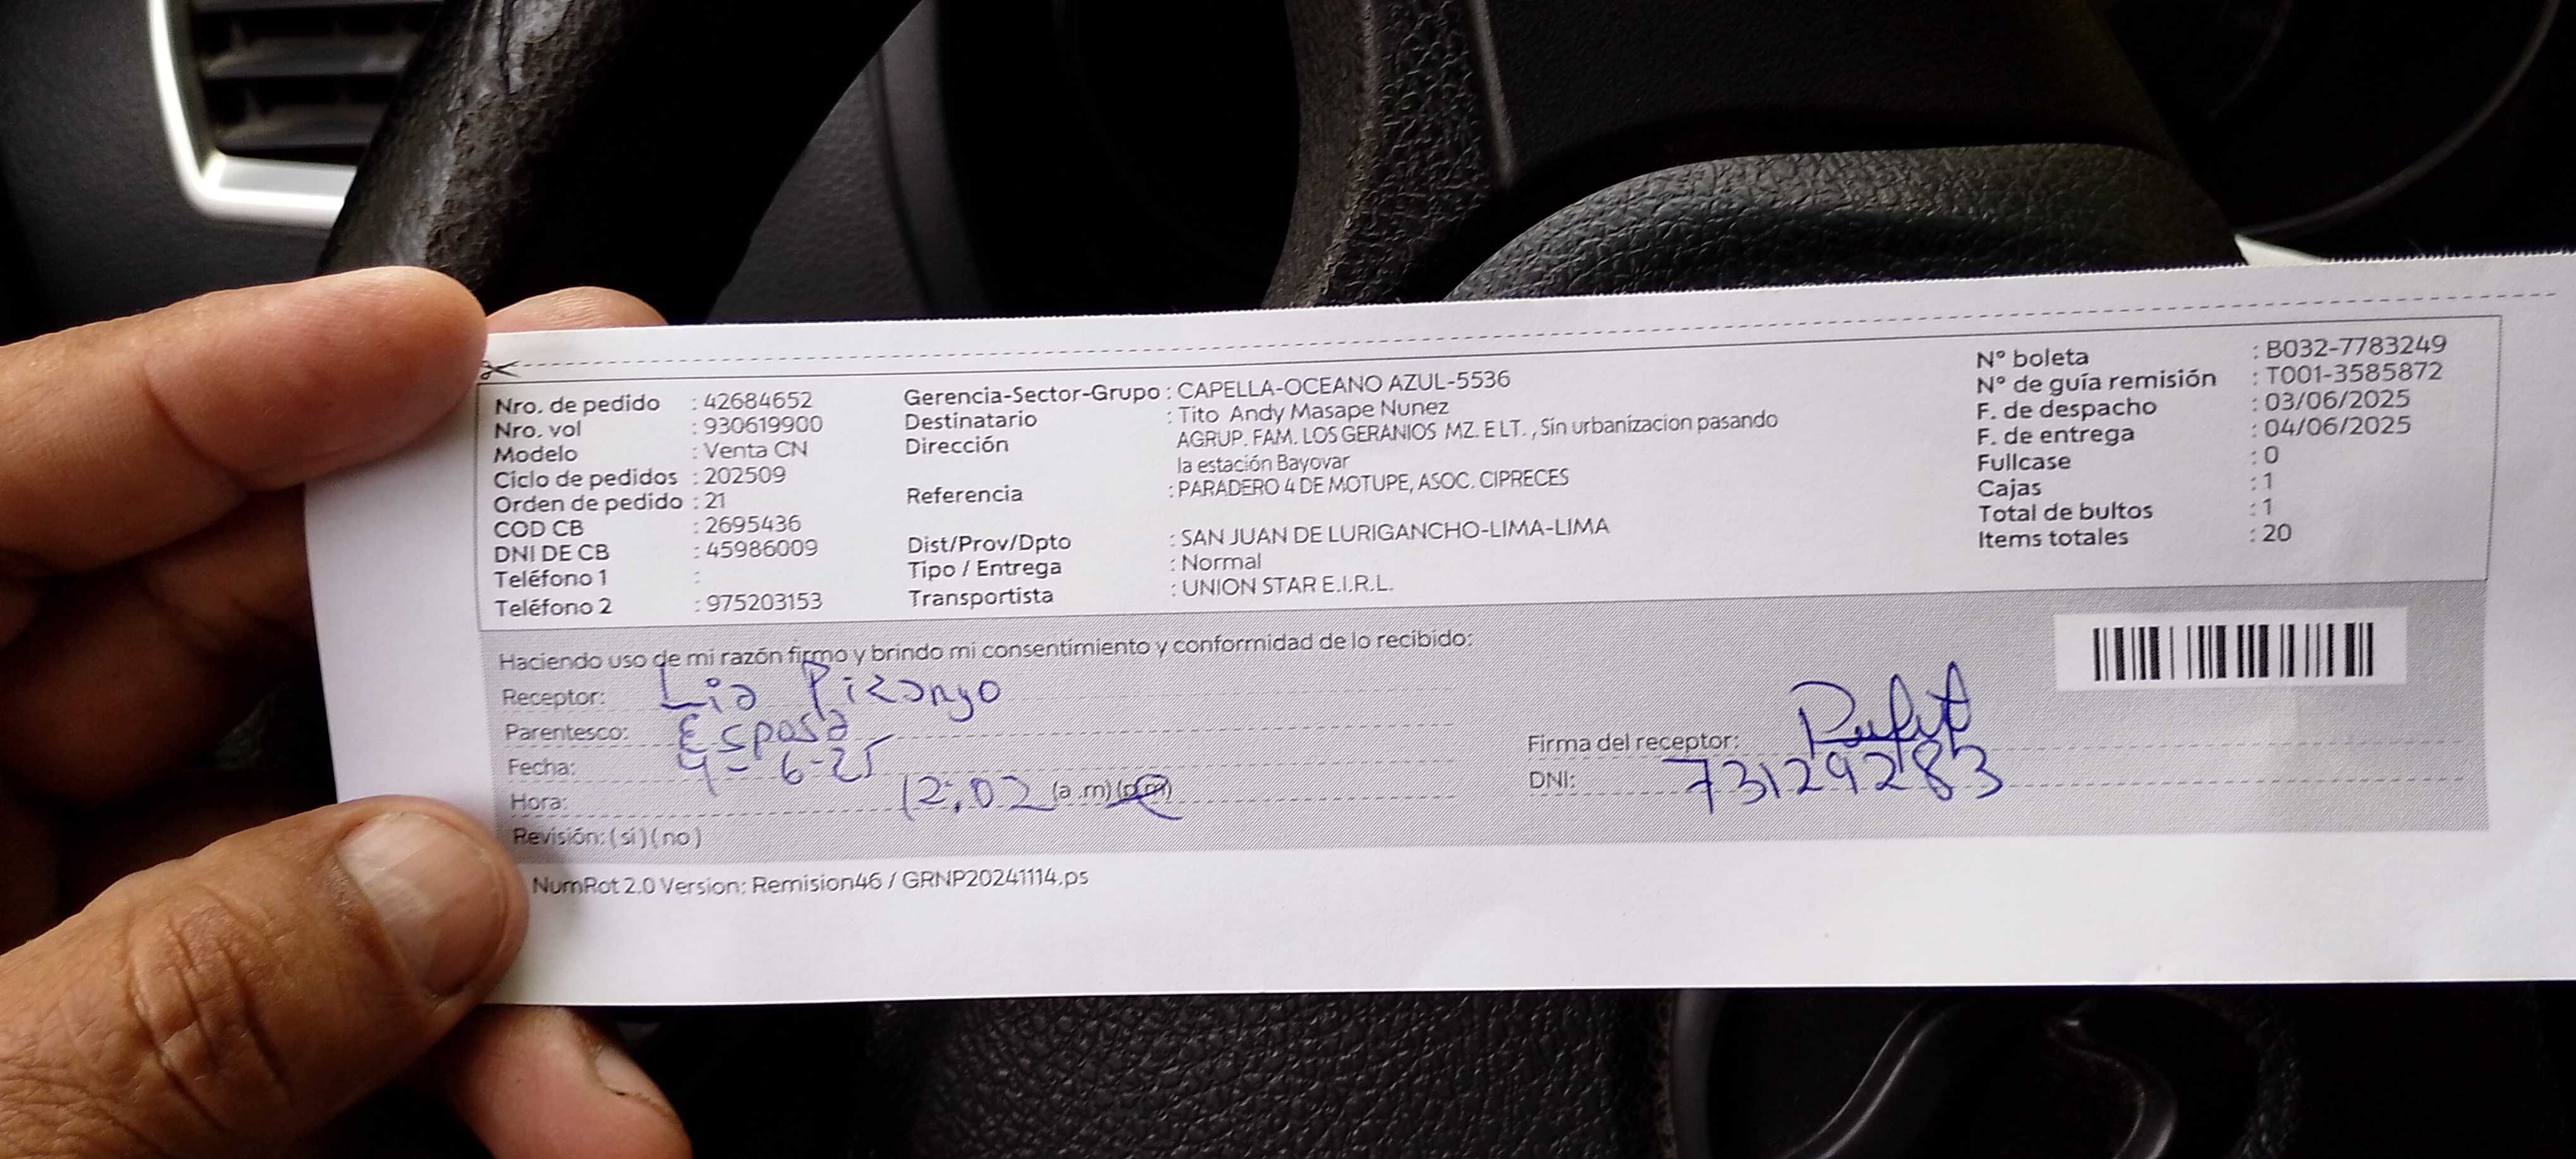 Nro. de pedido : 42684652
Nro. vol : 930619900
Modelo : Venta CN
Ciclo de pedidos : 202509
Orden de pedido : 21
COD CB : 2695436
DNI DE CB : 45986009
Teléfono 1 :
Teléfono 2 : 975203153
Gerencia-Sector-Grupo : CAPELLA-OCEANO AZUL-5536
Destinatario : Tito Andy Masape Nunez
Dirección AGRUP. FAM. LOS GERANIOS MZ. E LT. , Sin urbanizacion pasando
la estación Bayovar
Referencia : PARADERO 4 DE MOTUPE, ASOC. CIPRECES
Dist/Prov/Dpto : SAN JUAN DE LURIGANCHO-LIMA-LIMA
Tipo / Entrega : Normal
Transportista : UNION STAR E.I.R.L.
N° boleta : B032-7783249
N° de guía remisión : T001-3585872
F. de despacho : 03/06/2025
F. de entrega : 04/06/2025
Fullcase : 0
Cajas : 1
Total de bultos : 1
Items totales : 20
Haciendo uso de mi razón firmo y brindo mi consentimiento y conformidad de lo recibido:
Receptor: Lia Pizango
Parentesco: Esposa
Fecha: 4-6-25
Hora: 12:02 (a.m)(p.m)
Revisión: (si)(no)
Firma del receptor:
DNI: 73129283
NumRot 2.0 Version: Remision46 / GRNP20241114.ps